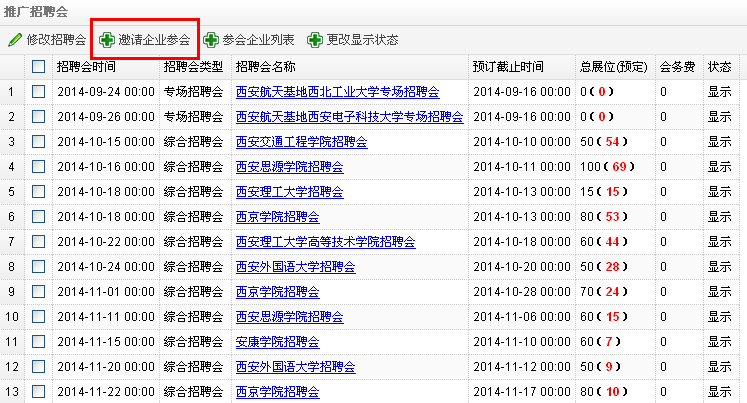 推广招聘会
修改招聘会 邀请企业参会 参会企业列表 更改显示状态
招聘会时间 招聘会类型 招聘会名称 预订截止时间 总展位(预定) 会务费 状态
1 2014-09-24 00:00 专场招聘会 西安航天基地西北工业大学专场招聘会 2014-09-16 00:00 0(0) 0 显示
2 2014-09-26 00:00 专场招聘会 西安航天基地西安电子科技大学专场招聘会 2014-09-16 00:00 0(0) 0 显示
3 2014-10-15 00:00 综合招聘会 西安交通工程学院招聘会 2014-10-10 00:00 50(54) 0 显示
4 2014-10-16 00:00 综合招聘会 西安思源学院招聘会 2014-10-11 00:00 100(69) 0 显示
5 2014-10-18 00:00 综合招聘会 西安理工大学招聘会 2014-10-13 00:00 15(15) 0 显示
6 2014-10-18 00:00 综合招聘会 西京学院招聘会 2014-10-13 00:00 80(53) 0 显示
7 2014-10-22 00:00 综合招聘会 西安理工大学高等技术学院招聘会 2014-10-18 00:00 60(44) 0 显示
8 2014-10-24 00:00 综合招聘会 西安外国语大学招聘会 2014-10-20 00:00 50(28) 0 显示
9 2014-11-01 00:00 综合招聘会 西京学院招聘会 2014-10-28 00:00 70(24) 0 显示
10 2014-11-11 00:00 综合招聘会 西安思源学院招聘会 2014-11-06 00:00 60(15) 0 显示
11 2014-11-15 00:00 综合招聘会 安康学院招聘会 2014-11-10 00:00 60(7) 0 显示
12 2014-11-20 00:00 综合招聘会 西安外国语大学招聘会 2014-11-12 00:00 50(9) 0 显示
13 2014-11-22 00:00 综合招聘会 西京学院招聘会 2014-11-17 00:00 80(10) 0 显示